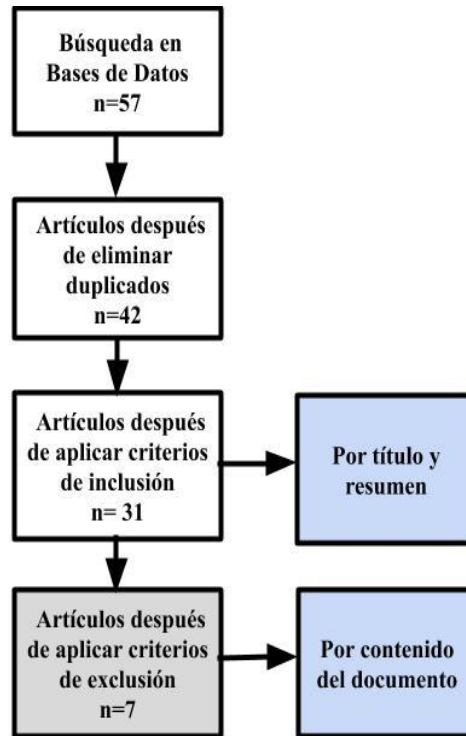 Búsqueda en
Bases de Datos
n=57
Artículos después
de eliminar
duplicados
n=42
Artículos después
de aplicar criterios
de inclusión
n= 31
Por título y
resumen
Artículos después
de aplicar criterios
de exclusión
n=7
Por contenido
del documento